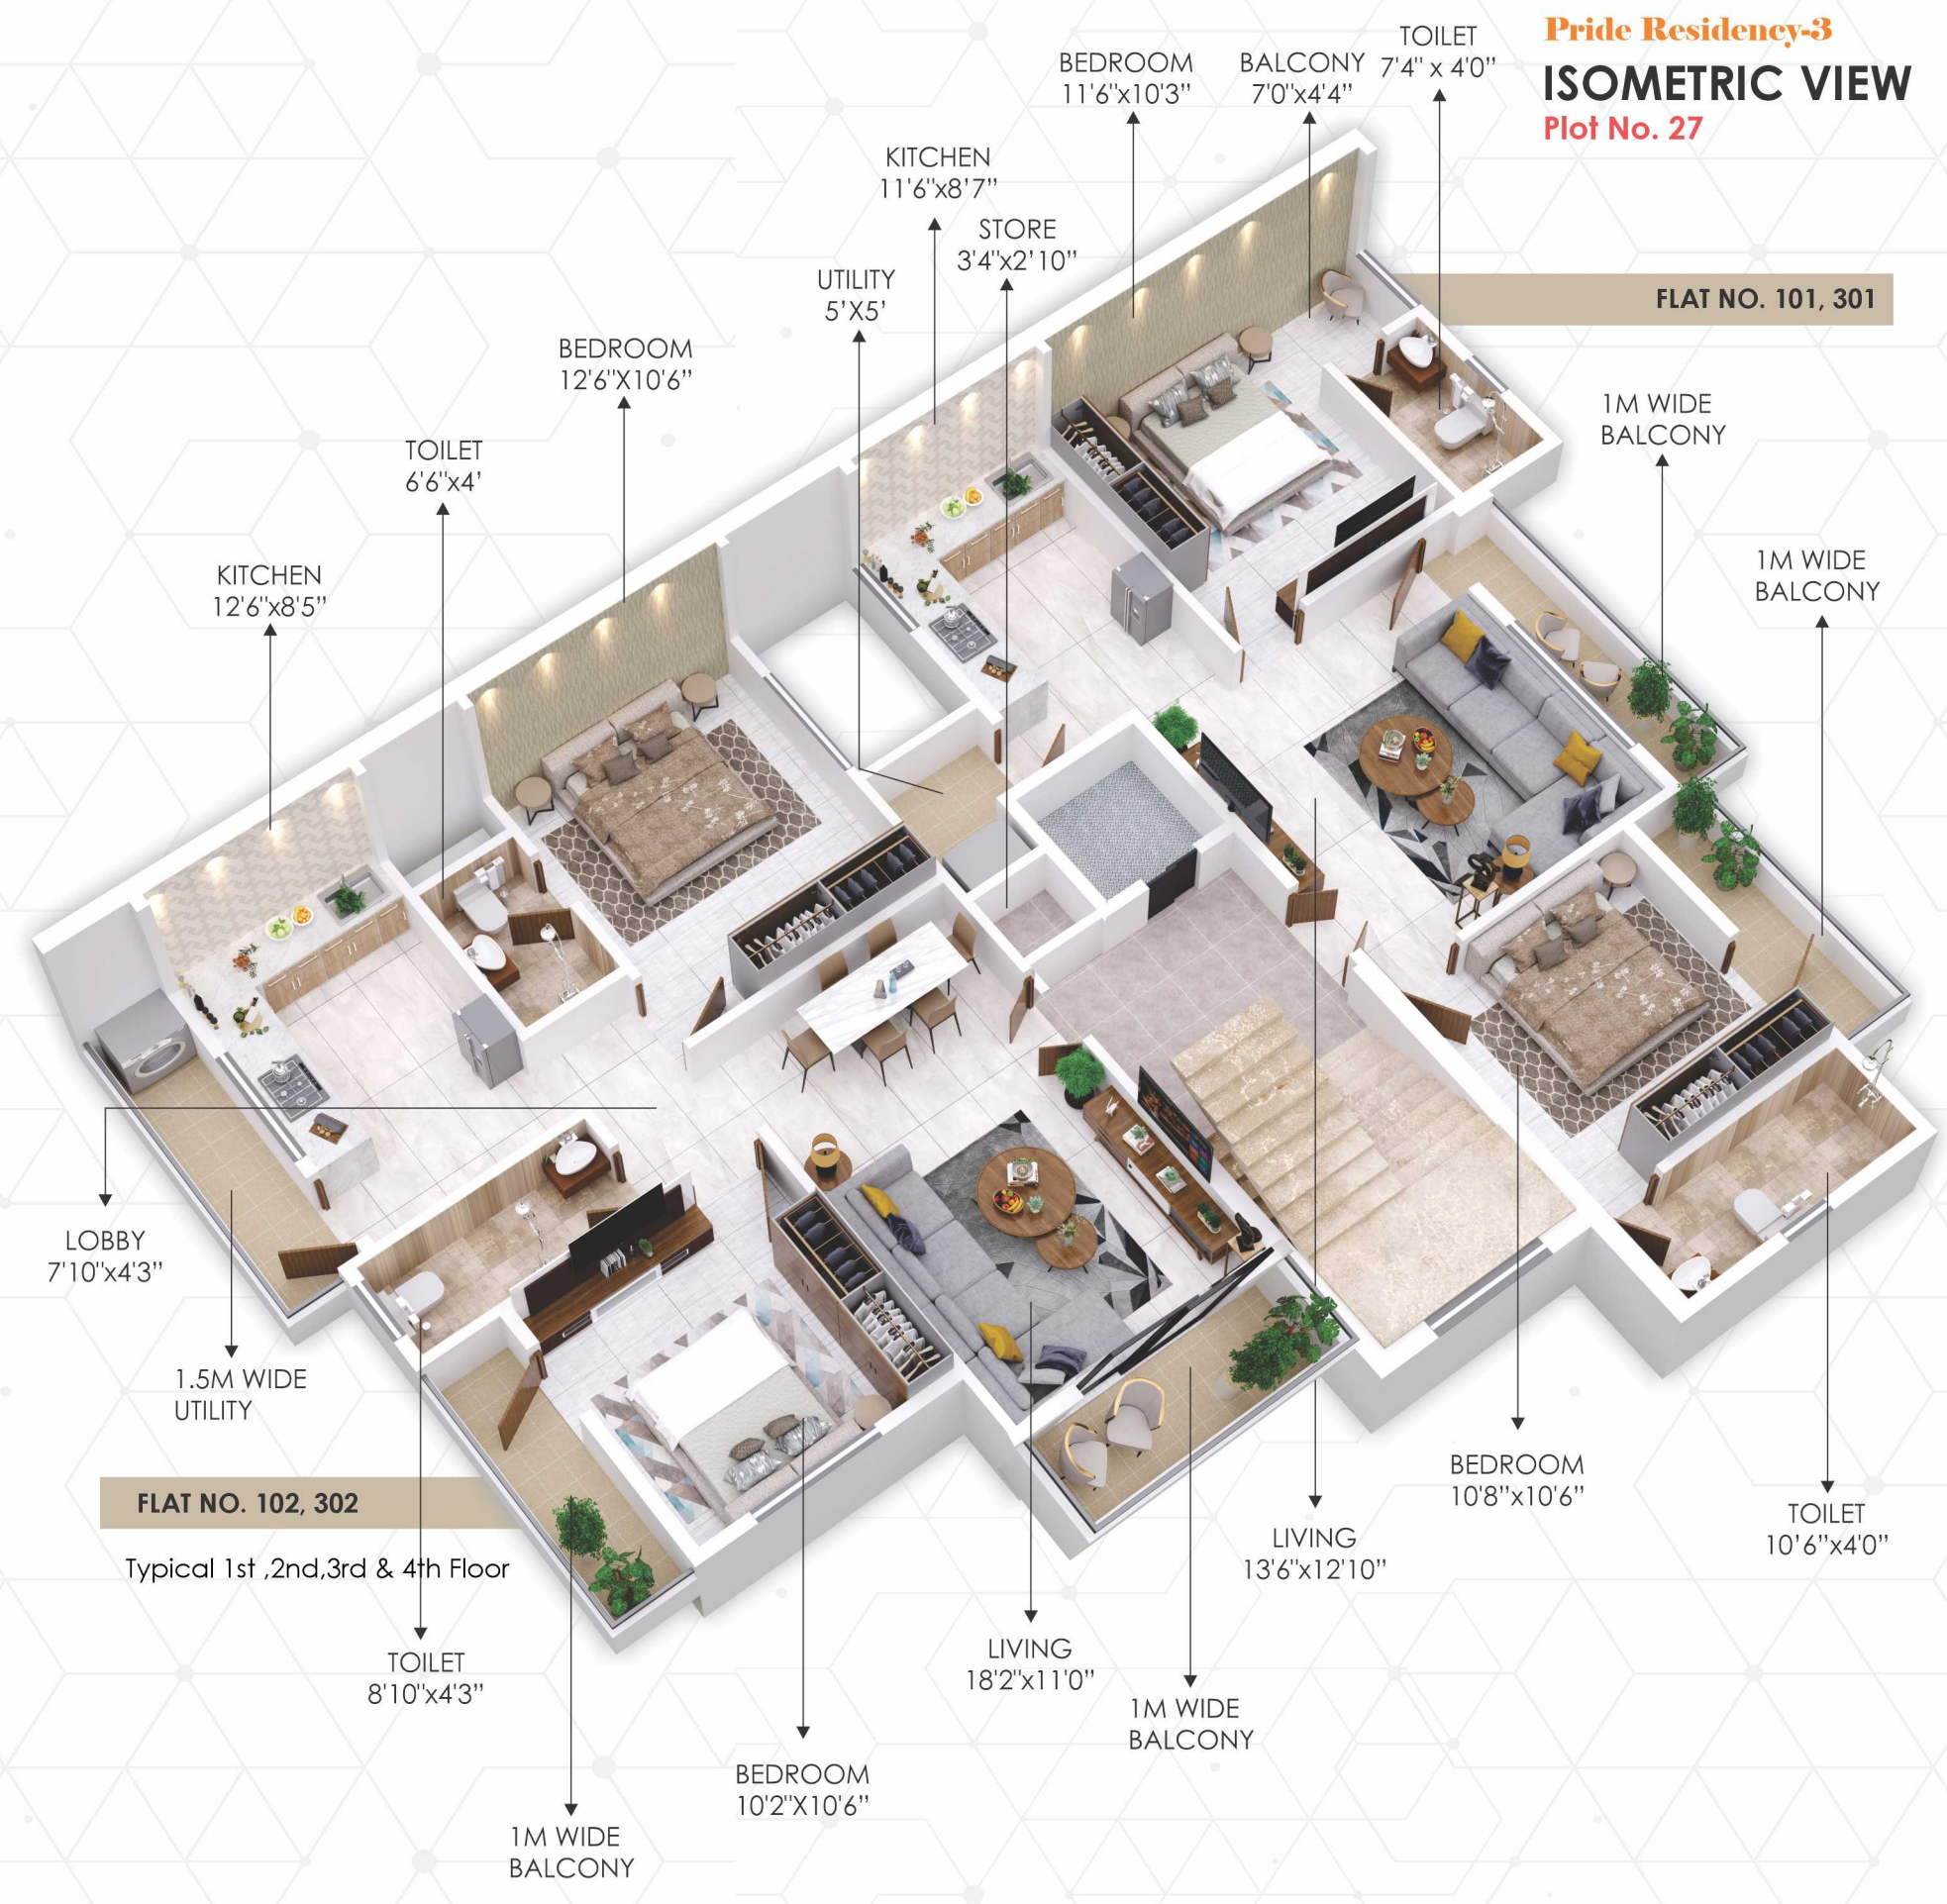 Pride Residency-3
ISOMETRIC VIEW
Plot No. 27
TOILET
7'4" x 4'0”
BALCONY
7'0"x4'4”
BEDROOM
11'6"x10'3”
KITCHEN
11'6"x8’7”
STORE
3'4"x2’10”
UTILITY
5’X5’
FLAT NO. 101, 301
BEDROOM
12'6"X10'6”
1M WIDE
BALCONY
TOILET
6'6"x4’
1M WIDE
BALCONY
KITCHEN
12'6"x8'5”
LOBBY
7'10"x4'3”
1.5M WIDE
UTILITY
FLAT NO. 102, 302
Typical 1st ,2nd,3rd & 4th Floor
BEDROOM
10'8”x10'6”
TOILET
10’6”x4’0”
LIVING
13'6"x12'10”
LIVING
18'2"x11'0”
TOILET
8'10"x4'3”
1M WIDE
BALCONY
BEDROOM
10'2"X10'6”
1M WIDE
BALCONY